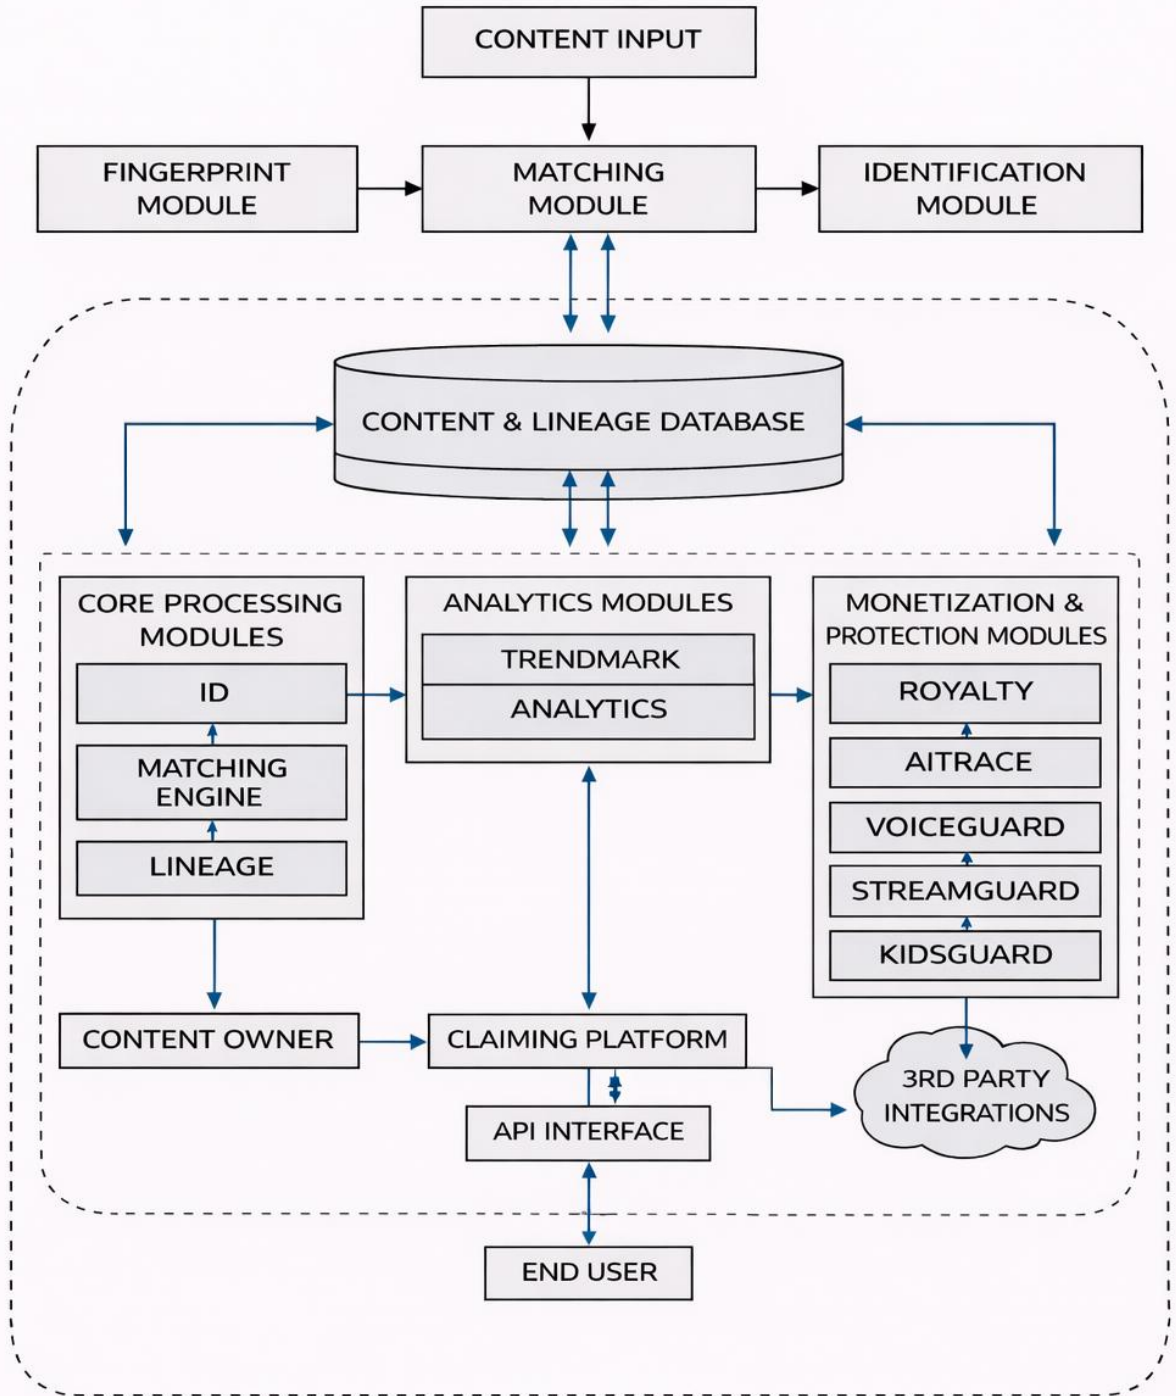 CONTENT INPUT
FINGERPRINT
MODULE
MATCHING
MODULE
IDENTIFICATION
MODULE
CONTENT & LINEAGE DATABASE
CORE PROCESSING
MODULES
ID
MATCHING
ENGINE
LINEAGE
ANALYTICS MODULES
TRENDMARK
ANALYTICS
MONETIZATION &
PROTECTION MODULES
ROYALTY
AITRACE
VOICEGUARD
STREAMGUARD
KIDSGUARD
CONTENT OWNER
CLAIMING PLATFORM
3RD PARTY
INTEGRATIONS
API INTERFACE
END USER